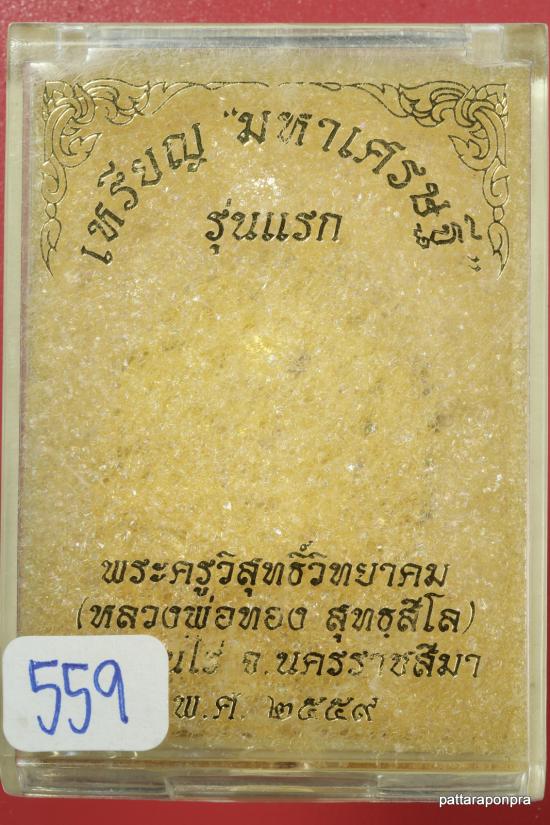 เหรียญ "มหาเศรษฐี"
รุ่นแรก
พระครูวิสุทธิ์วิทยาคม
(หลวงพ่อทอง สุทฺธสีโล)
จ.นครราชสีมา
พ.ศ. ๒๕๕๙
559
pattaraponpra